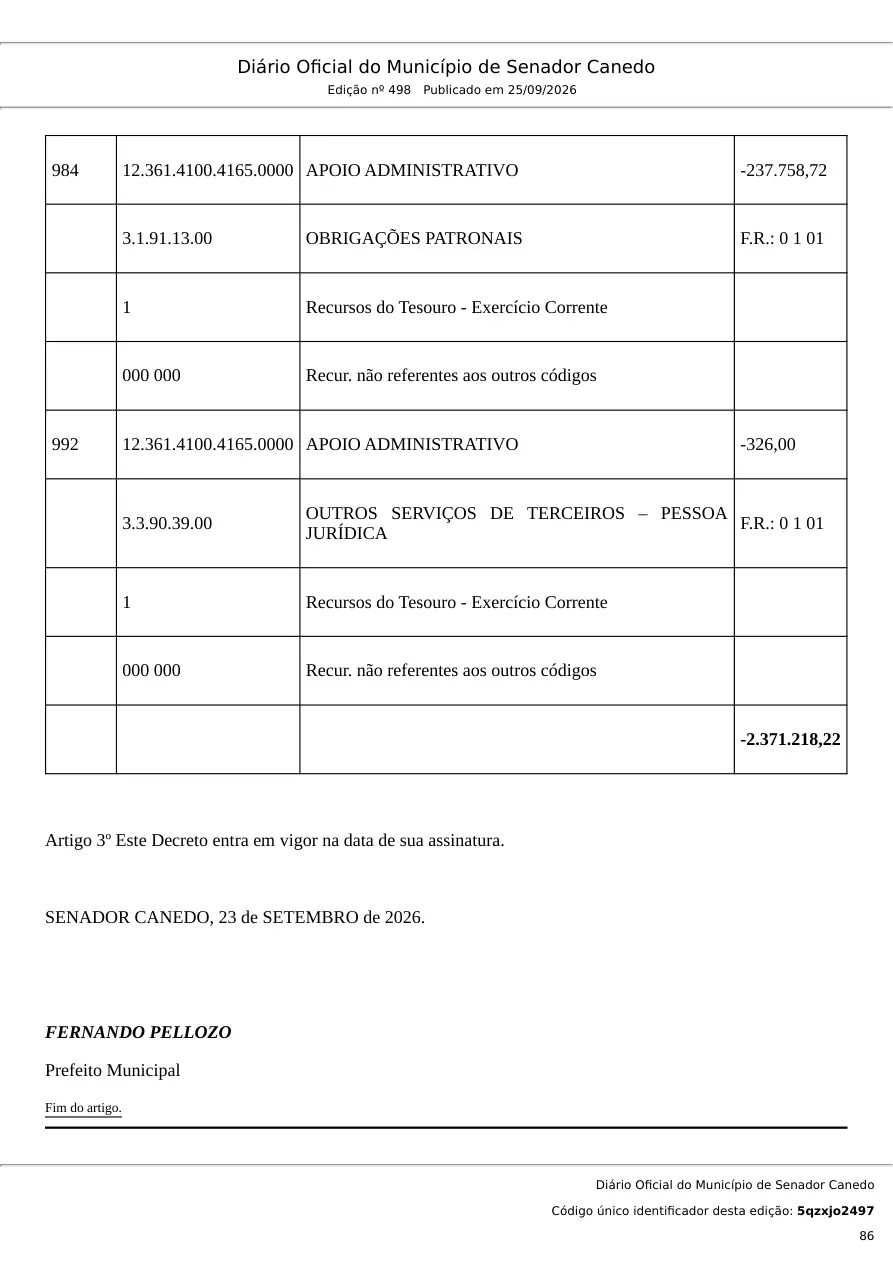 Diário Oficial do Município de Senador Canedo
Edição nº 498 Publicado em 25/09/2026
984 12.361.4100.4165.0000 APOIO ADMINISTRATIVO -237.758,72
3.1.91.13.00 OBRIGAÇÕES PATRONAIS F.R.: 0 1 01
1 Recursos do Tesouro - Exercício Corrente
000 000 Recur. não referentes aos outros códigos
992 12.361.4100.4165.0000 APOIO ADMINISTRATIVO -326,00
3.3.90.39.00 OUTROS SERVIÇOS DE TERCEIROS – PESSOA JURÍDICA F.R.: 0 1 01
1 Recursos do Tesouro - Exercício Corrente
000 000 Recur. não referentes aos outros códigos
-2.371.218,22
Artigo 3º Este Decreto entra em vigor na data de sua assinatura.
SENADOR CANEDO, 23 de SETEMBRO de 2026.
FERNANDO PELLOZO
Prefeito Municipal
Fim do artigo.
Diário Oficial do Município de Senador Canedo
Código único identificador desta edição: 5qzxjo2497
86